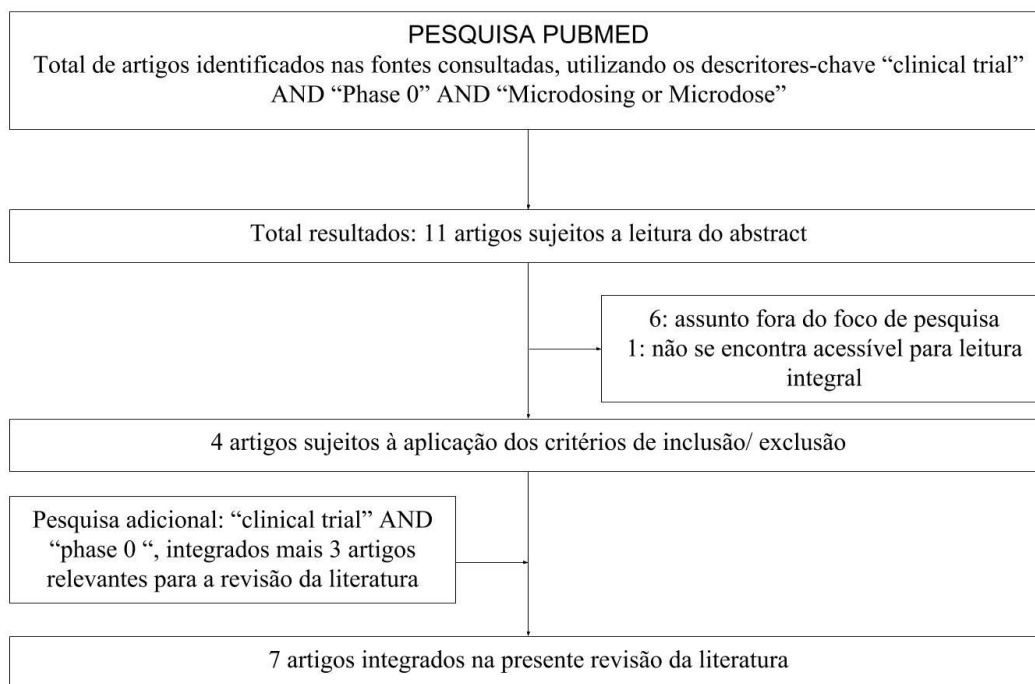 PESQUISA PUBMED
Total de artigos identificados nas fontes consultadas, utilizando os descritores-chave “clinical trial”
AND “Phase 0” AND “Microdosing or Microdose”
Total resultados: 11 artigos sujeitos a leitura do abstract
6: assunto fora do foco de pesquisa
1: não se encontra acessível para leitura
integral
4 artigos sujeitos à aplicação dos critérios de inclusão/ exclusão
Pesquisa adicional: “clinical trial” AND
“phase 0 “, integrados mais 3 artigos
relevantes para a revisão da literatura
7 artigos integrados na presente revisão da literatura